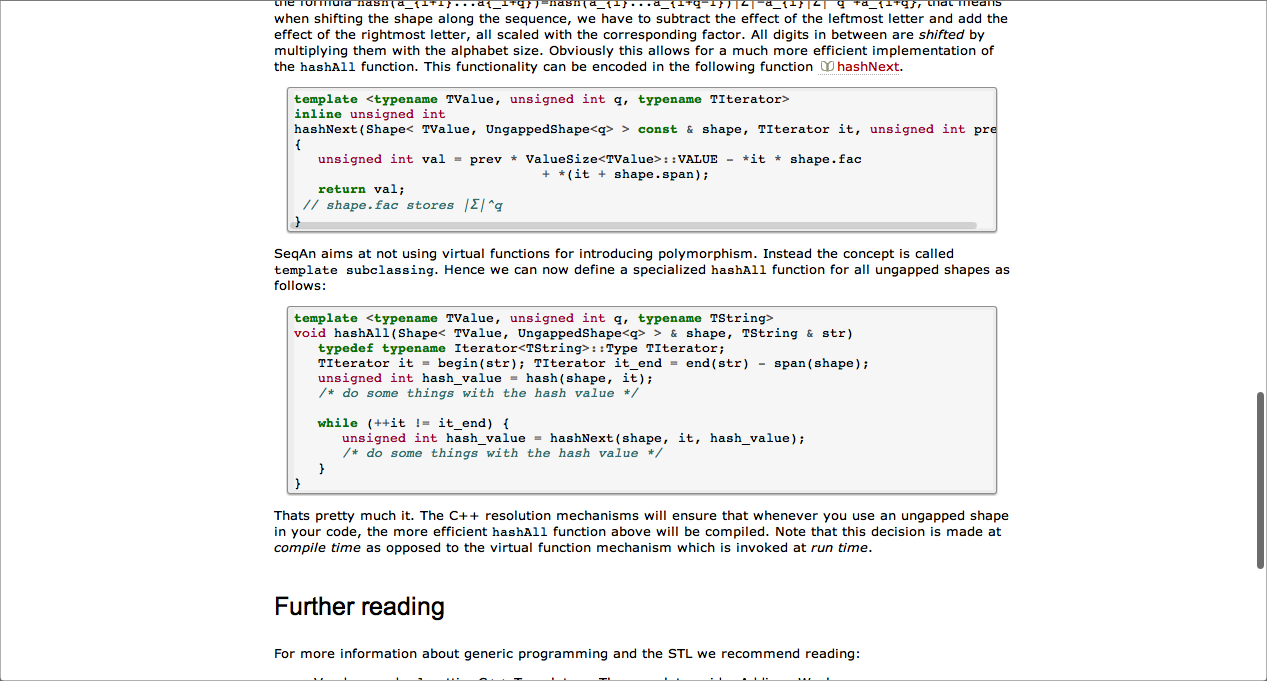 when shifting the shape along the sequence, we have to subtract the effect of the leftmost letter and add the
effect of the rightmost letter, all scaled with the corresponding factor. All digits in between are shifted by
multiplying them with the alphabet size. Obviously this allows for a much more efficient implementation of
the hashAll function. This functionality can be encoded in the following function hashNext.
template <typename TValue, unsigned int q, typename TIterator>
inline unsigned int
hashNext(Shape< TValue, UngappedShape<q> > const & shape, TIterator it, unsigned int pre
{
unsigned int val = prev * ValueSize<TValue>::VALUE - *it * shape.fac
+ *(it + shape.span);
return val;
// shape.fac stores |Σ|^q
}
SeqAn aims at not using virtual functions for introducing polymorphism. Instead the concept is called
template subclassing. Hence we can now define a specialized hashAll function for all ungapped shapes as
follows:
template <typename TValue, unsigned int q, typename TString>
void hashAll(Shape< TValue, UngappedShape<q> > & shape, TString & str)
typedef typename Iterator<TString>::Type TIterator;
TIterator it = begin(str); TIterator it_end = end(str) - span(shape);
unsigned int hash_value = hash(shape, it);
/* do some things with the hash value */
while (++it != it_end) {
unsigned int hash_value = hashNext(shape, it, hash_value);
/* do some things with the hash value */
}
}
Thats pretty much it. The C++ resolution mechanisms will ensure that whenever you use an ungapped shape
in your code, the more efficient hashAll function above will be compiled. Note that this decision is made at
compile time as opposed to the virtual function mechanism which is invoked at run time.
Further reading
For more information about generic programming and the STL we recommend reading: